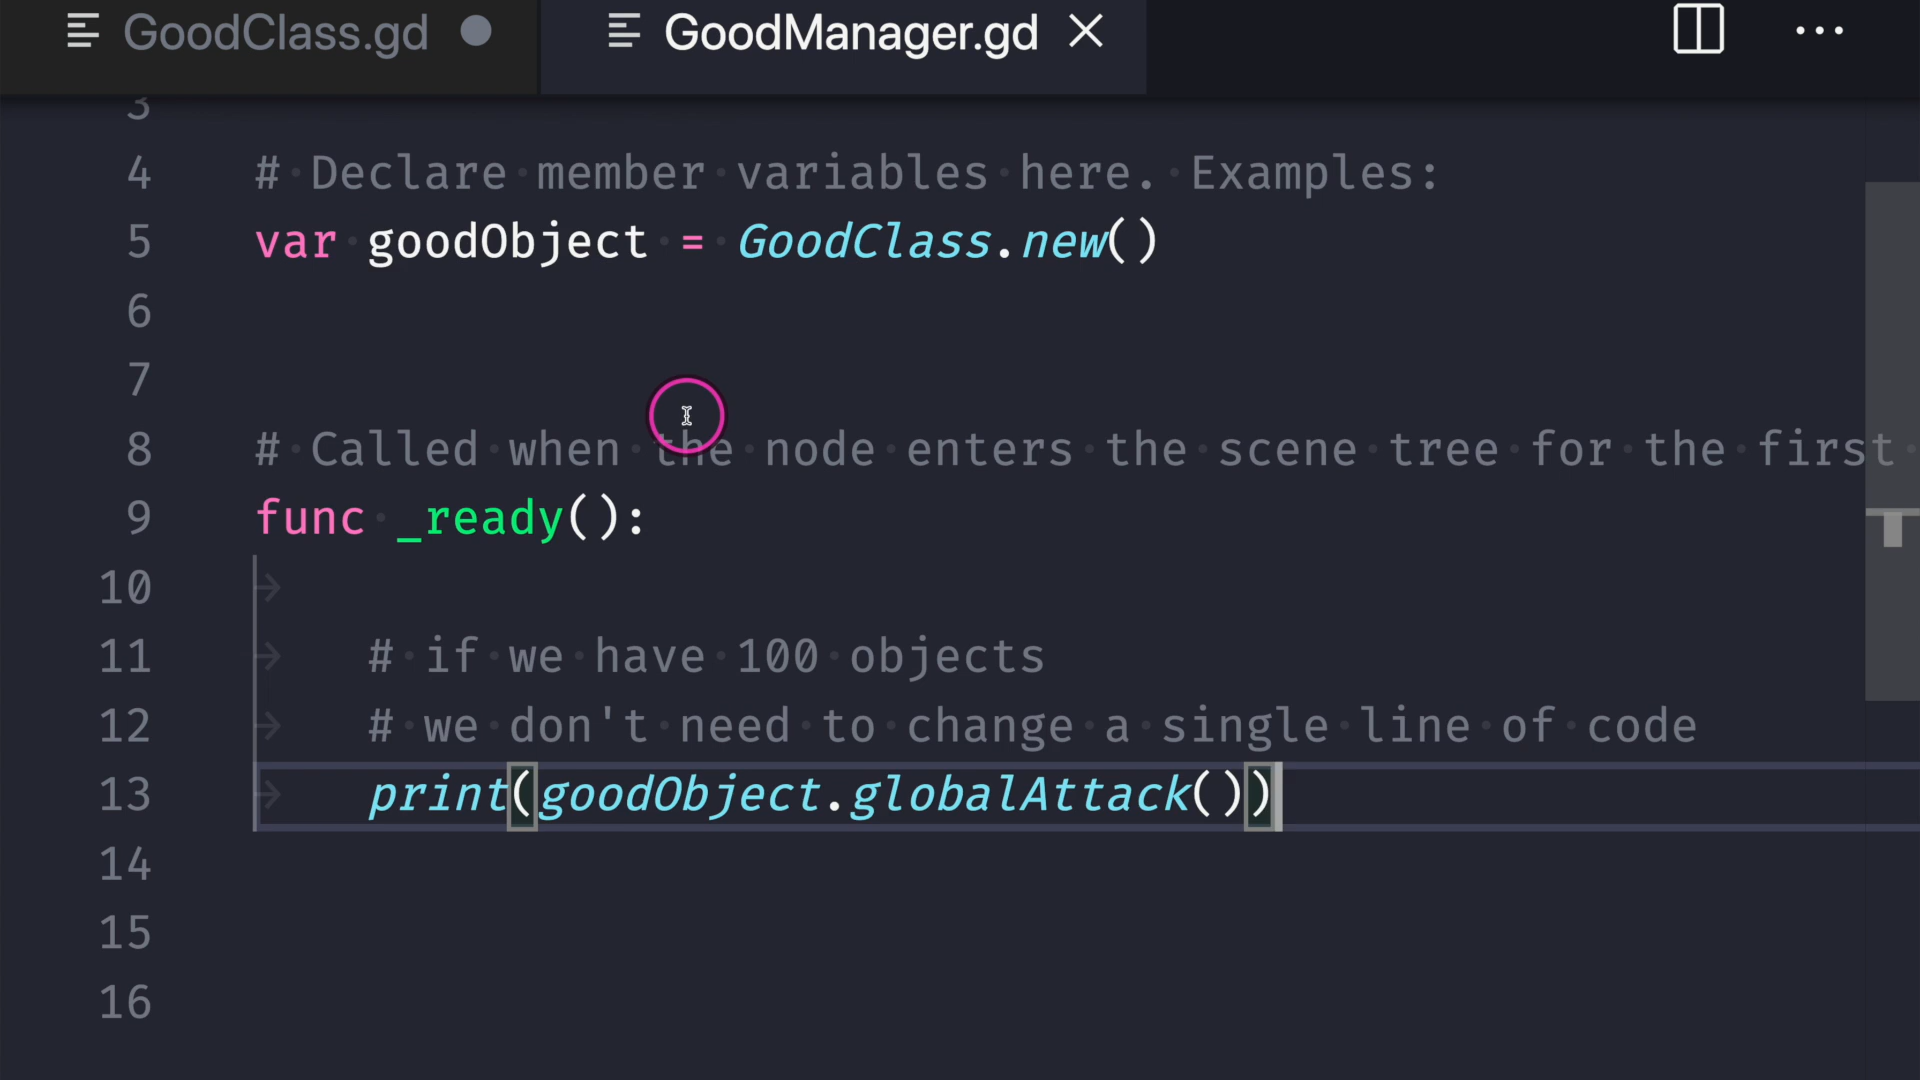 GoodClass.gd
GoodManager.gd
3
4 # Declare member variables here. Examples:
5 var goodObject = GoodClass.new()
6
7
8 # Called when the node enters the scene tree for the first
9 func _ready():
10
11 # if we have 100 objects
12 # we don't need to change a single line of code
13 print(goodObject.globalAttack())
14
15
16